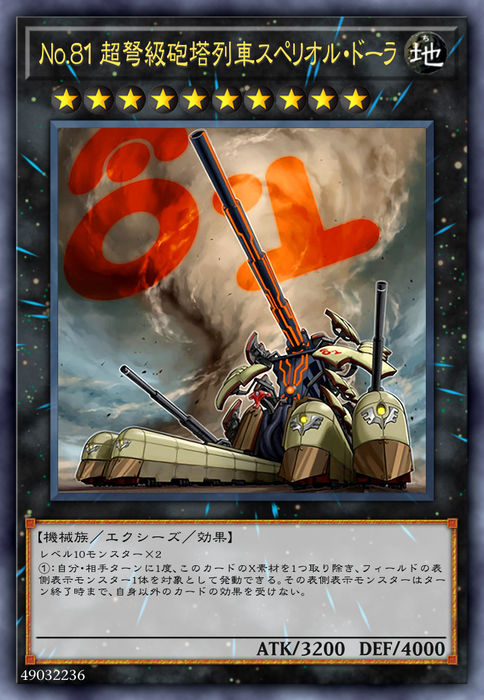 No.81 超弩級砲塔列車スペリオル・ドーラ
ち
地
81
81
【機械族／エクシーズ／効果】
レベル10モンスター×2
①:自分・相手ターンに1度、このカードのX素材を1つ取り除き、フィールドの表
側表示モンスター1体を対象として発動できる。その表側表示モンスターはター
ン終了時まで、自身以外のカードの効果を受けない。
ATK/3200 DEF/4000
49032236